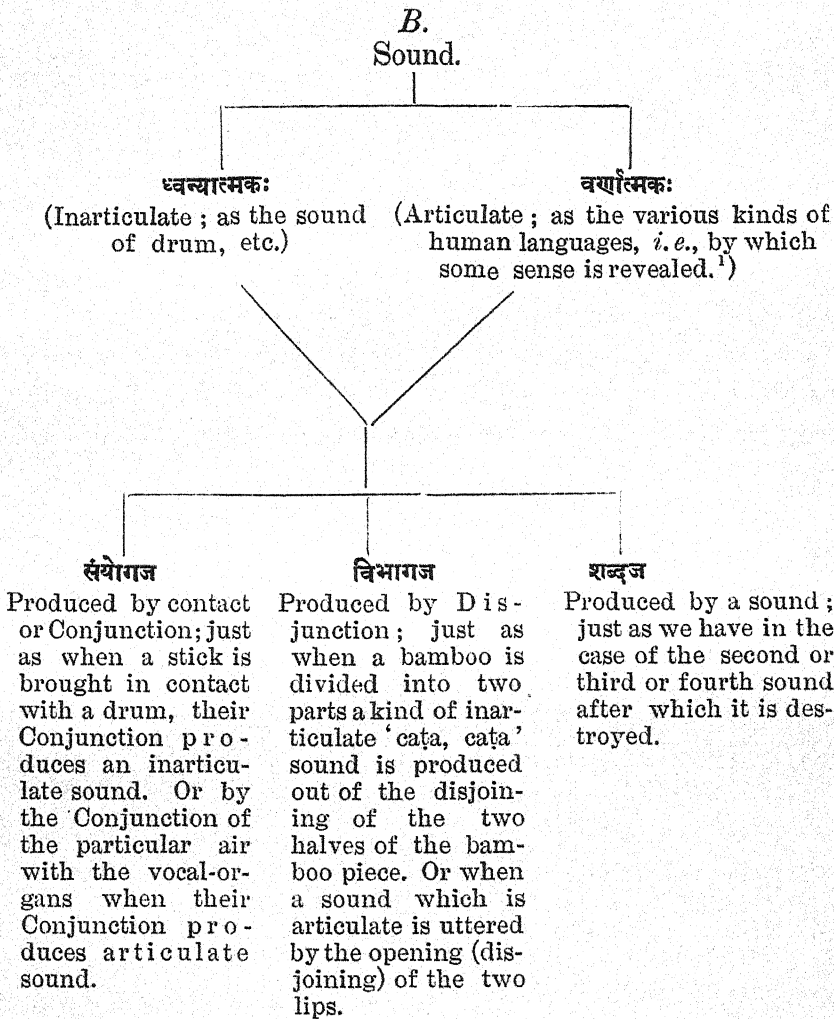 B.
Sound.
ध्वन्यात्मकः
(Inarticulate ; as the sound
of drum, etc.)
वर्णात्मकः
(Articulate ; as the various kinds of
human languages, i.e., by which
some sense is revealed.¹)
संयोगज
Produced by contact
or Conjunction; just
as when a stick is
brought in contact
with a drum, their
Conjunction pro-
duces an inarticu-
late sound. Or by
the Conjunction of
the particular air
with the vocal-or-
gans when their
Conjunction pro-
duces articulate
sound.
विभागज
Produced by Dis-
junction ; just as
when a bamboo is
divided into two
parts a kind of inar-
ticulate ‘caṭa, caṭa’
sound is produced
out of the disjoin-
ing of the two
halves of the bam-
boo piece. Or when
a sound which is
articulate is uttered
by the opening (dis-
joining) of the two
lips.
शब्दज
Produced by a sound ;
just as we have in the
case of the second or
third or fourth sound
after which it is des-
troyed.